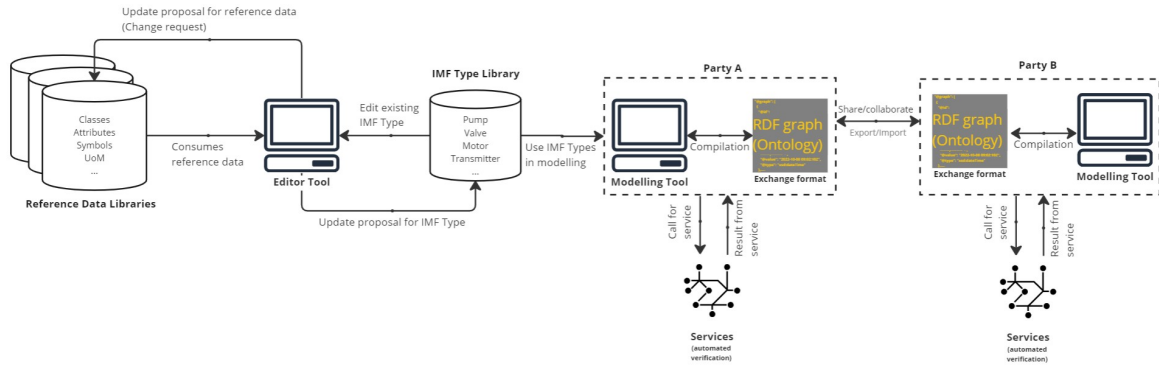 Update proposal for reference data
(Change request)
Classes
Attributes
Symbols
UoM
...
Reference Data Libraries
Consumes
reference data
Editor Tool
Edit existing
IMF Type
Update proposal for IMF Type
IMF Type Library
Pump
Valve
Motor
Transmitter
...
Use IMF Types
in modelling
Party A
Modelling Tool
Compilation
RDF graph
(Ontology)
Exchange format
Call for
service
Result from
service
Services
(automated
verification)
Share/collaborate
Export/Import
Party B
RDF graph
(Ontology)
Exchange format
Compilation
Modelling Tool
Call for
service
Result from
service
Services
(automated
verification)